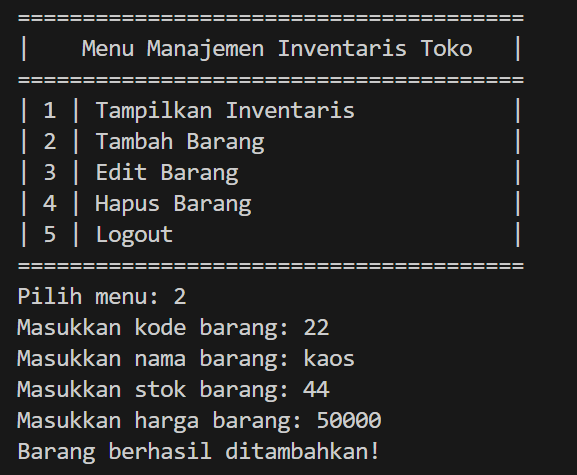 =======================================
|    Menu Manajemen Inventaris Toko   |
=======================================
| 1 | Tampilkan Inventaris            |
| 2 | Tambah Barang                   |
| 3 | Edit Barang                     |
| 4 | Hapus Barang                    |
| 5 | Logout                          |
=======================================
Pilih menu: 2
Masukkan kode barang: 22
Masukkan nama barang: kaos
Masukkan stok barang: 44
Masukkan harga barang: 50000
Barang berhasil ditambahkan!